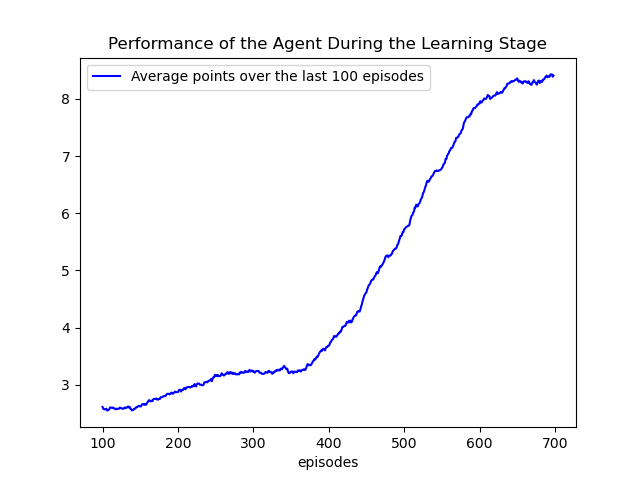 Performance of the Agent During the Learning Stage
Average points over the last 100 episodes
8
7
6
5
4
3
100 200 300 400 500 600 700
episodes